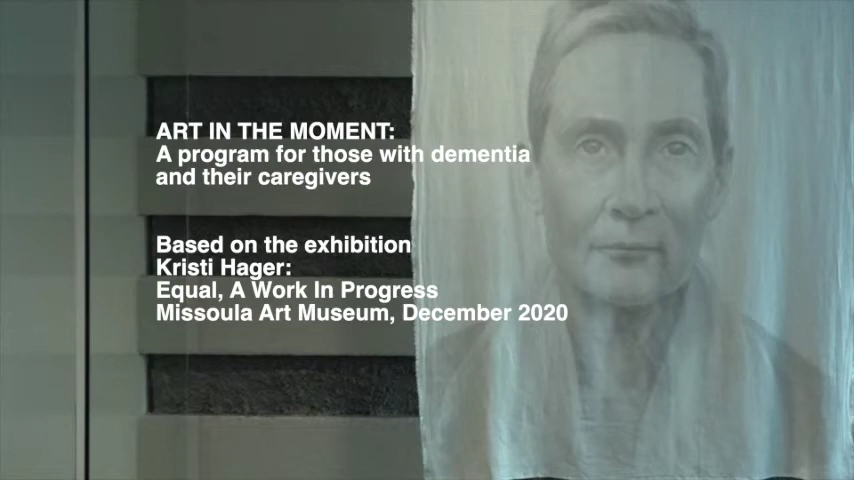 ART IN THE MOMENT:
A program for those with dementia
and their caregivers
Based on the exhibition
Kristi Hager:
Equal, A Work In Progress
Missoula Art Museum, December 2020